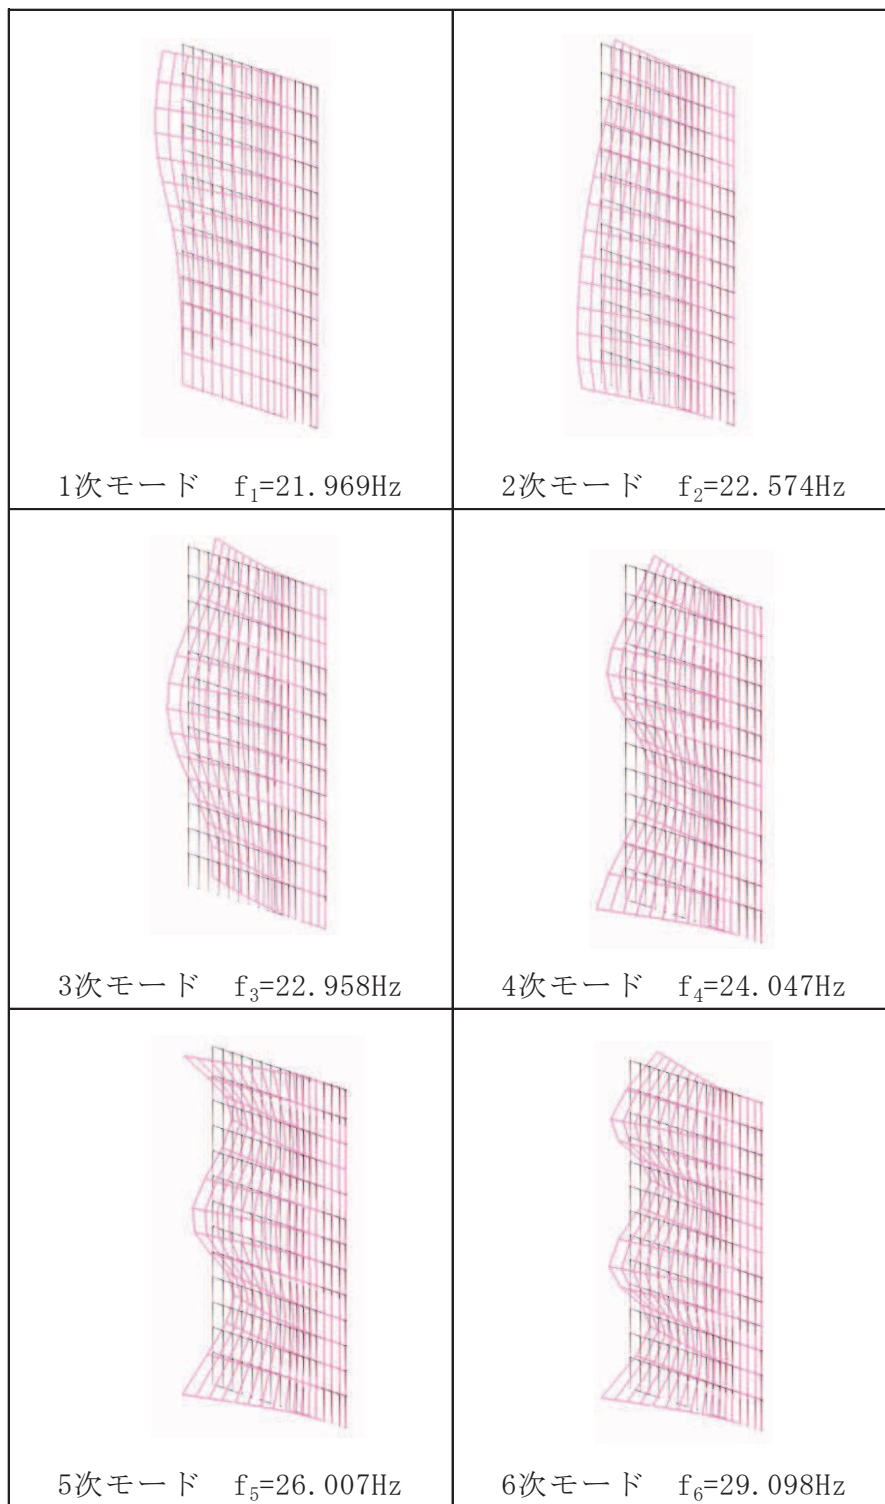 1次モード　f₁=21.969Hz
2次モード　f₂=22.574Hz
3次モード　f₃=22.958Hz
4次モード　f₄=24.047Hz
5次モード　f₅=26.007Hz
6次モード　f₆=29.098Hz